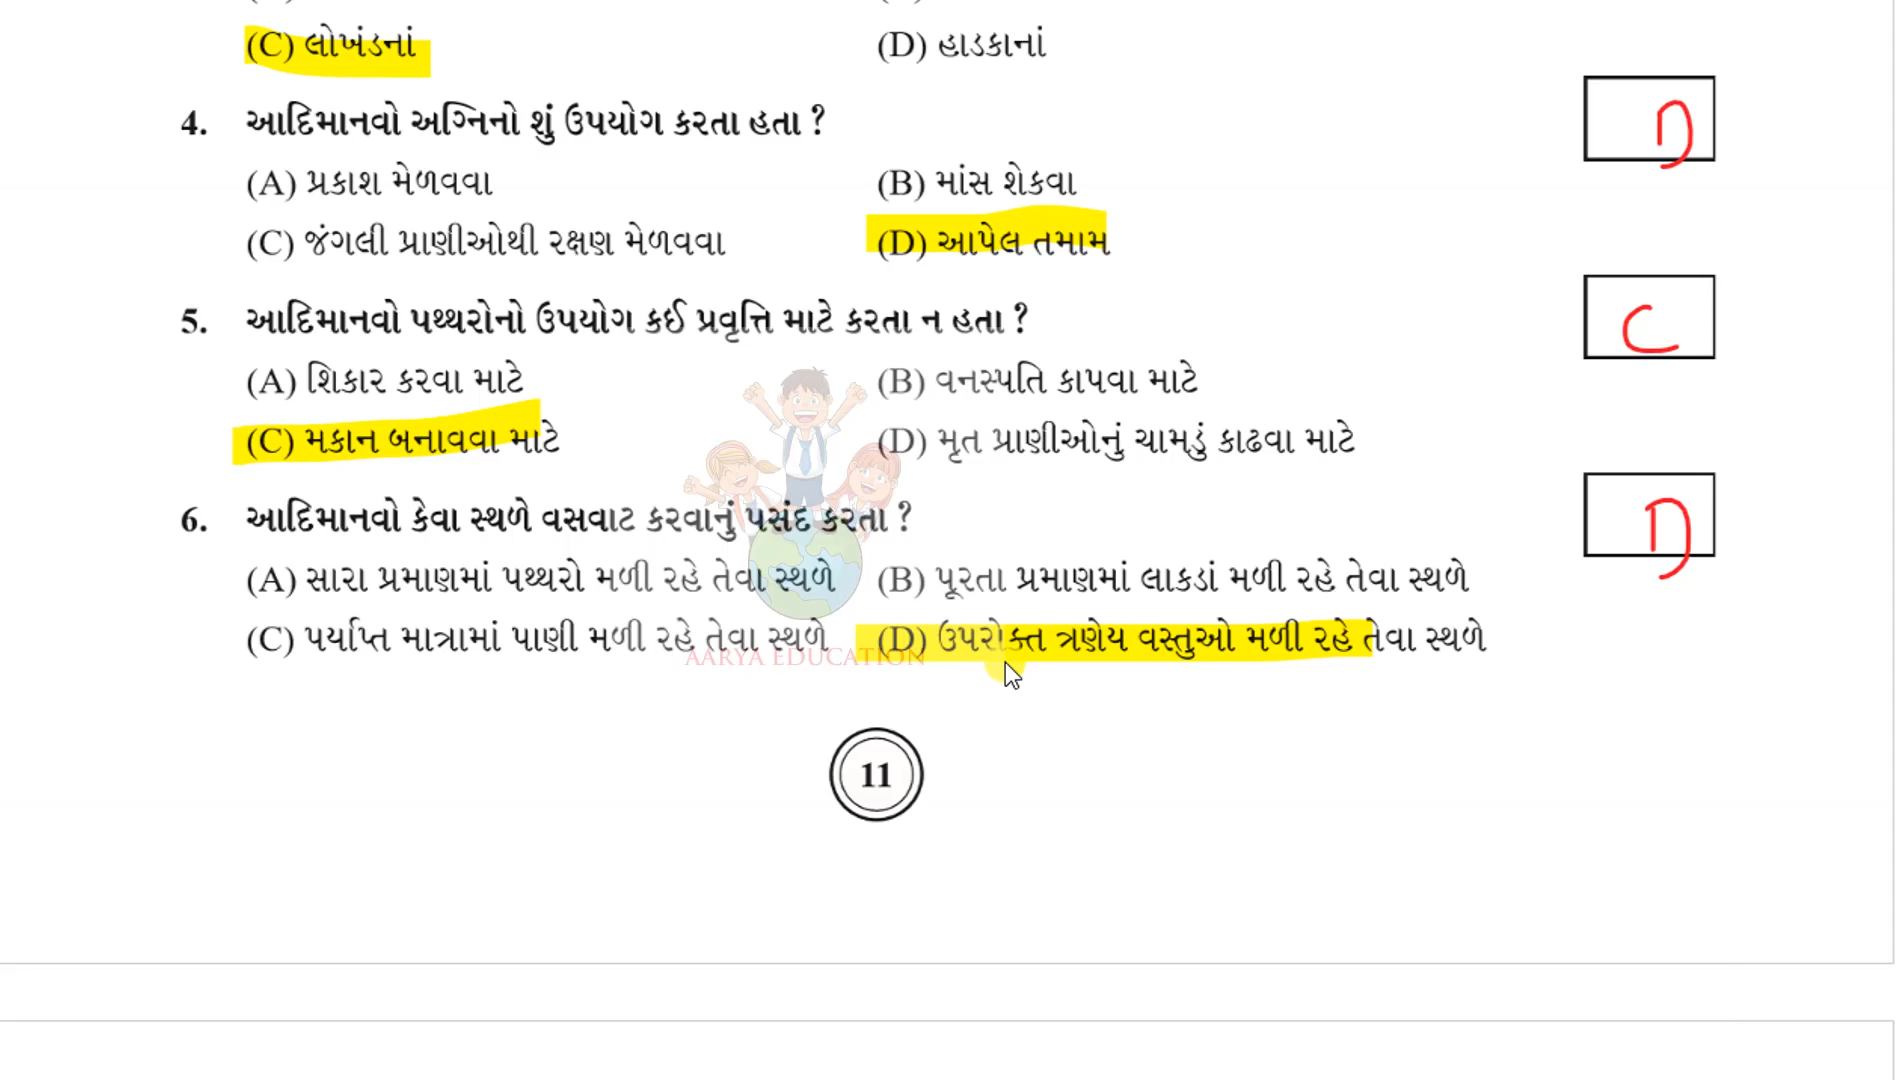 (C) લોખંડનાં (D) હાડકાનાં
4. આદિમાનવો અગ્નિનો શું ઉપયોગ કરતા હતા ? D
(A) પ્રકાશ મેળવવા (B) માંસ શેકવા
(C) જંગલી પ્રાણીઓથી રક્ષણ મેળવવા (D) આપેલ તમામ
5. આદિમાનવો પથ્થરોનો ઉપયોગ કઈ પ્રવૃત્તિ માટે કરતા ન હતા ? C
(A) શિકાર કરવા માટે (B) વનસ્પતિ કાપવા માટે
(C) મકાન બનાવવા માટે (D) મૃત પ્રાણીઓનું ચામડું કાઢવા માટે
6. આદિમાનવો કેવા સ્થળે વસવાટ કરવાનું પસંદ કરતા ? D
(A) સારા પ્રમાણમાં પથ્થરો મળી રહે તેવા સ્થળે (B) પૂરતા પ્રમાણમાં લાકડાં મળી રહે તેવા સ્થળે
(C) પર્યાપ્ત માત્રામાં પાણી મળી રહે તેવા સ્થળે (D) ઉપરોક્ત ત્રણેય વસ્તુઓ મળી રહે તેવા સ્થળે
AARYA EDUCATION
11